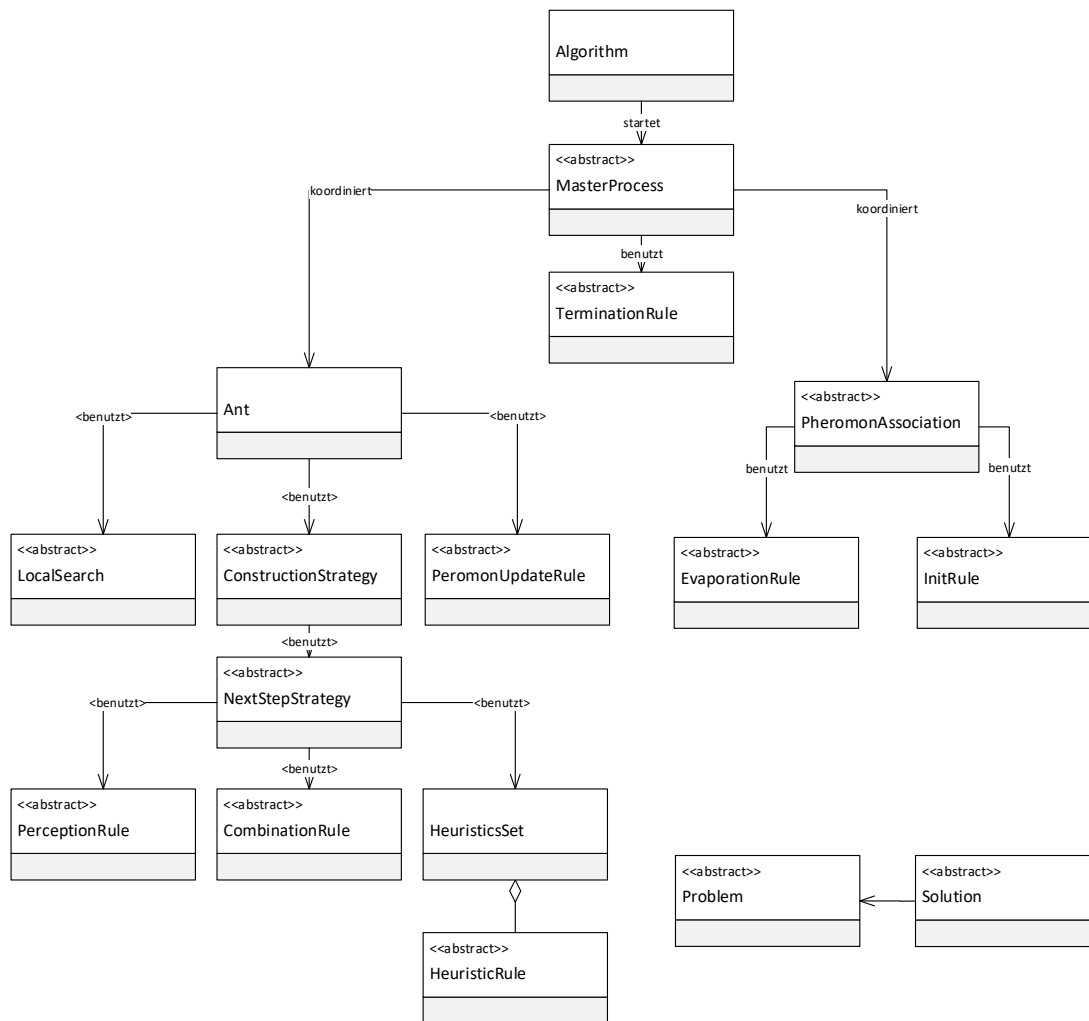 Algorithm
startet
<<abstract>>
MasterProcess
koordiniert
koordiniert
benutzt
<<abstract>>
TerminationRule
Ant
<<abstract>>
PheromonAssociation
<benutzt>
<benutzt>
<benutzt>
benutzt
benutzt
<<abstract>>
LocalSearch
<<abstract>>
ConstructionStrategy
<<abstract>>
PeromonUpdateRule
<<abstract>>
EvaporationRule
<<abstract>>
InitRule
<benutzt>
<<abstract>>
NextStepStrategy
<benutzt>
<benutzt>
<benutzt>
<<abstract>>
PerceptionRule
<<abstract>>
CombinationRule
HeuristicsSet
<<abstract>>
Problem
<<abstract>>
Solution
<<abstract>>
HeuristicRule